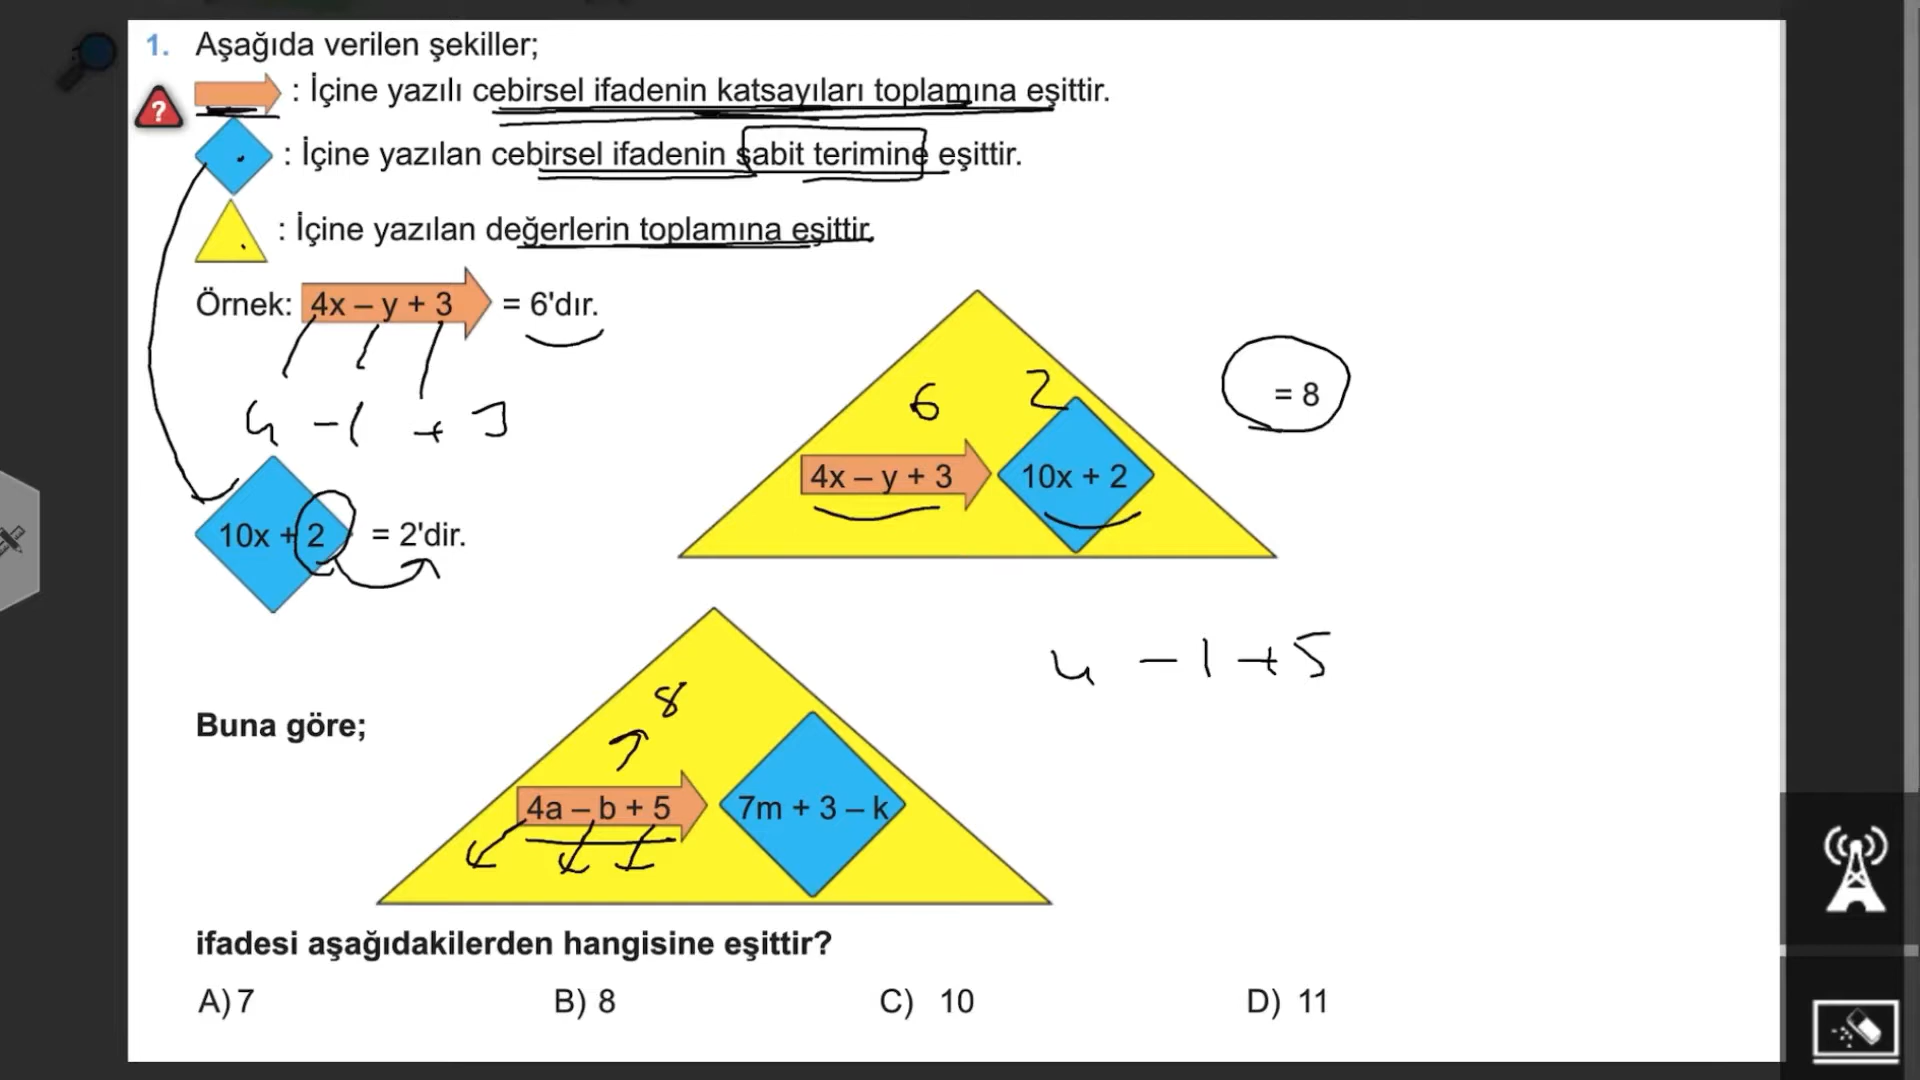 1. Aşağıda verilen şekiller;
: İçine yazılı cebirsel ifadenin katsayıları toplamına eşittir.
: İçine yazılan cebirsel ifadenin sabit terimine eşittir.
: İçine yazılan değerlerin toplamına eşittir.
Örnek: 4x – y + 3 = 6'dır.
4 – 1 + 3
10x + 2 = 2'dir.
6 2
= 8
4x – y + 3 10x + 2
4 – 1 + 5
8
Buna göre;
4a – b + 5 7m + 3 – k
ifadesi aşağıdakilerden hangisine eşittir?
A) 7 B) 8 C) 10 D) 11
?